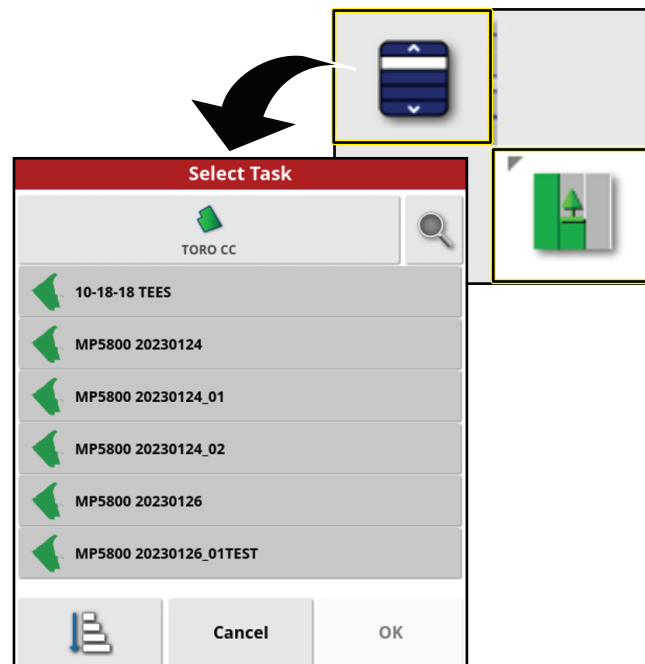 Select Task
TORO CC
10-18-18 TEES
MP5800 20230124
MP5800 20230124_01
MP5800 20230124_02
MP5800 20230126
MP5800 20230126_01TEST
Cancel
OK